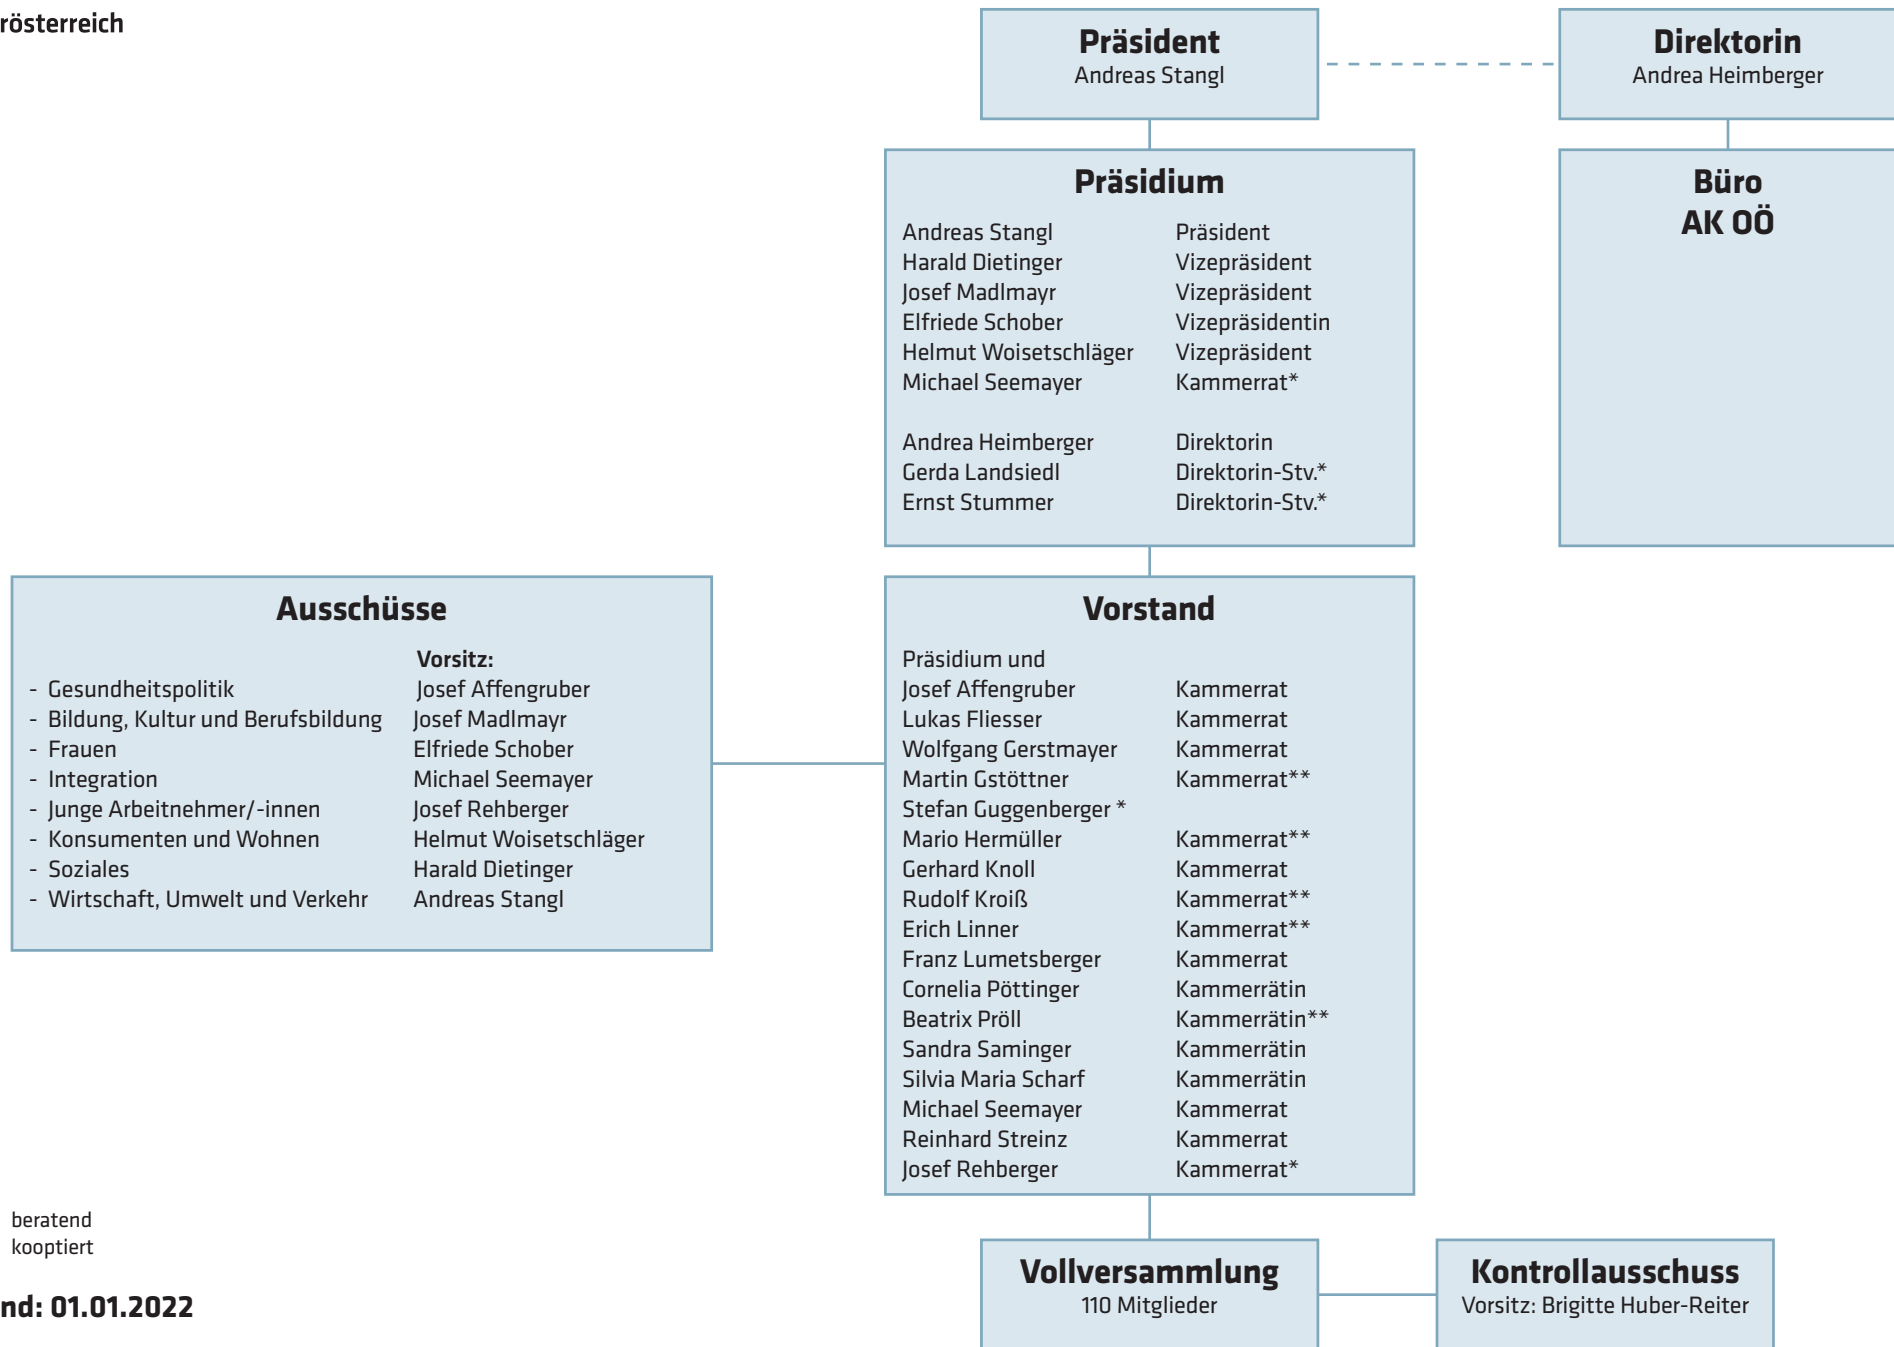 rösterreich
Präsident
Andreas Stangl
Direktorin
Andrea Heimberger
Präsidium
Andreas Stangl Präsident
Harald Dietinger Vizepräsident
Josef Madlmayr Vizepräsident
Elfriede Schober Vizepräsidentin
Helmut Woisetschläger Vizepräsident
Michael Seemayer Kammerrat*
Andrea Heimberger Direktorin
Gerda Landsiedl Direktorin-Stv.*
Ernst Stummer Direktorin-Stv.*
Büro
AK OÖ
Ausschüsse
Vorsitz:
- Gesundheitspolitik Josef Affengruber
- Bildung, Kultur und Berufsbildung Josef Madlmayr
- Frauen Elfriede Schober
- Integration Michael Seemayer
- Junge Arbeitnehmer/-innen Josef Rehberger
- Konsumenten und Wohnen Helmut Woisetschläger
- Soziales Harald Dietinger
- Wirtschaft, Umwelt und Verkehr Andreas Stangl
Vorstand
Präsidium und
Josef Affengruber Kammerrat
Lukas Fliesser Kammerrat
Wolfgang Gerstmayer Kammerrat
Martin Gstöttner Kammerrat**
Stefan Guggenberger *
Mario Hermüller Kammerrat**
Gerhard Knoll Kammerrat
Rudolf Kroiß Kammerrat**
Erich Linner Kammerrat**
Franz Lumetsberger Kammerrat
Cornelia Pöttinger Kammerrätin
Beatrix Pröll Kammerrätin**
Sandra Saminger Kammerrätin
Silvia Maria Scharf Kammerrätin
Michael Seemayer Kammerrat
Reinhard Streinz Kammerrat
Josef Rehberger Kammerrat*
beratend
kooptiert
nd: 01.01.2022
Vollversammlung
110 Mitglieder
Kontrollausschuss
Vorsitz: Brigitte Huber-Reiter